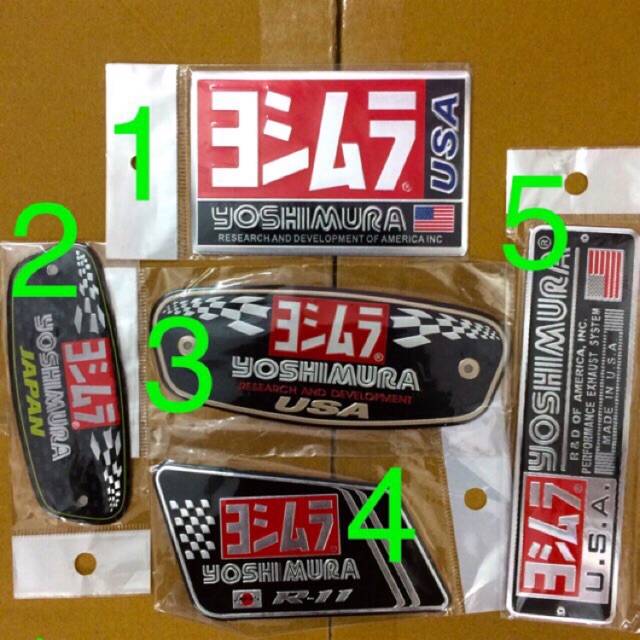 1
ヨシムラ®
USA
YOSHIMURA
RESEARCH AND DEVELOPMENT OF AMERICA INC
2
ヨシムラ
YOSHIMURA
JAPAN
3
ヨシムラ®
YOSHIMURA
RESEARCH AND DEVELOPMENT
USA
4
ヨシムラ
YOSHIMURA
R-11
5
ヨシムラ
U.S.A.
YOSHIMURA®
R&D OF AMERICA, INC.
PERFORMANCE EXHAUST SYSTEM
MADE IN U.S.A